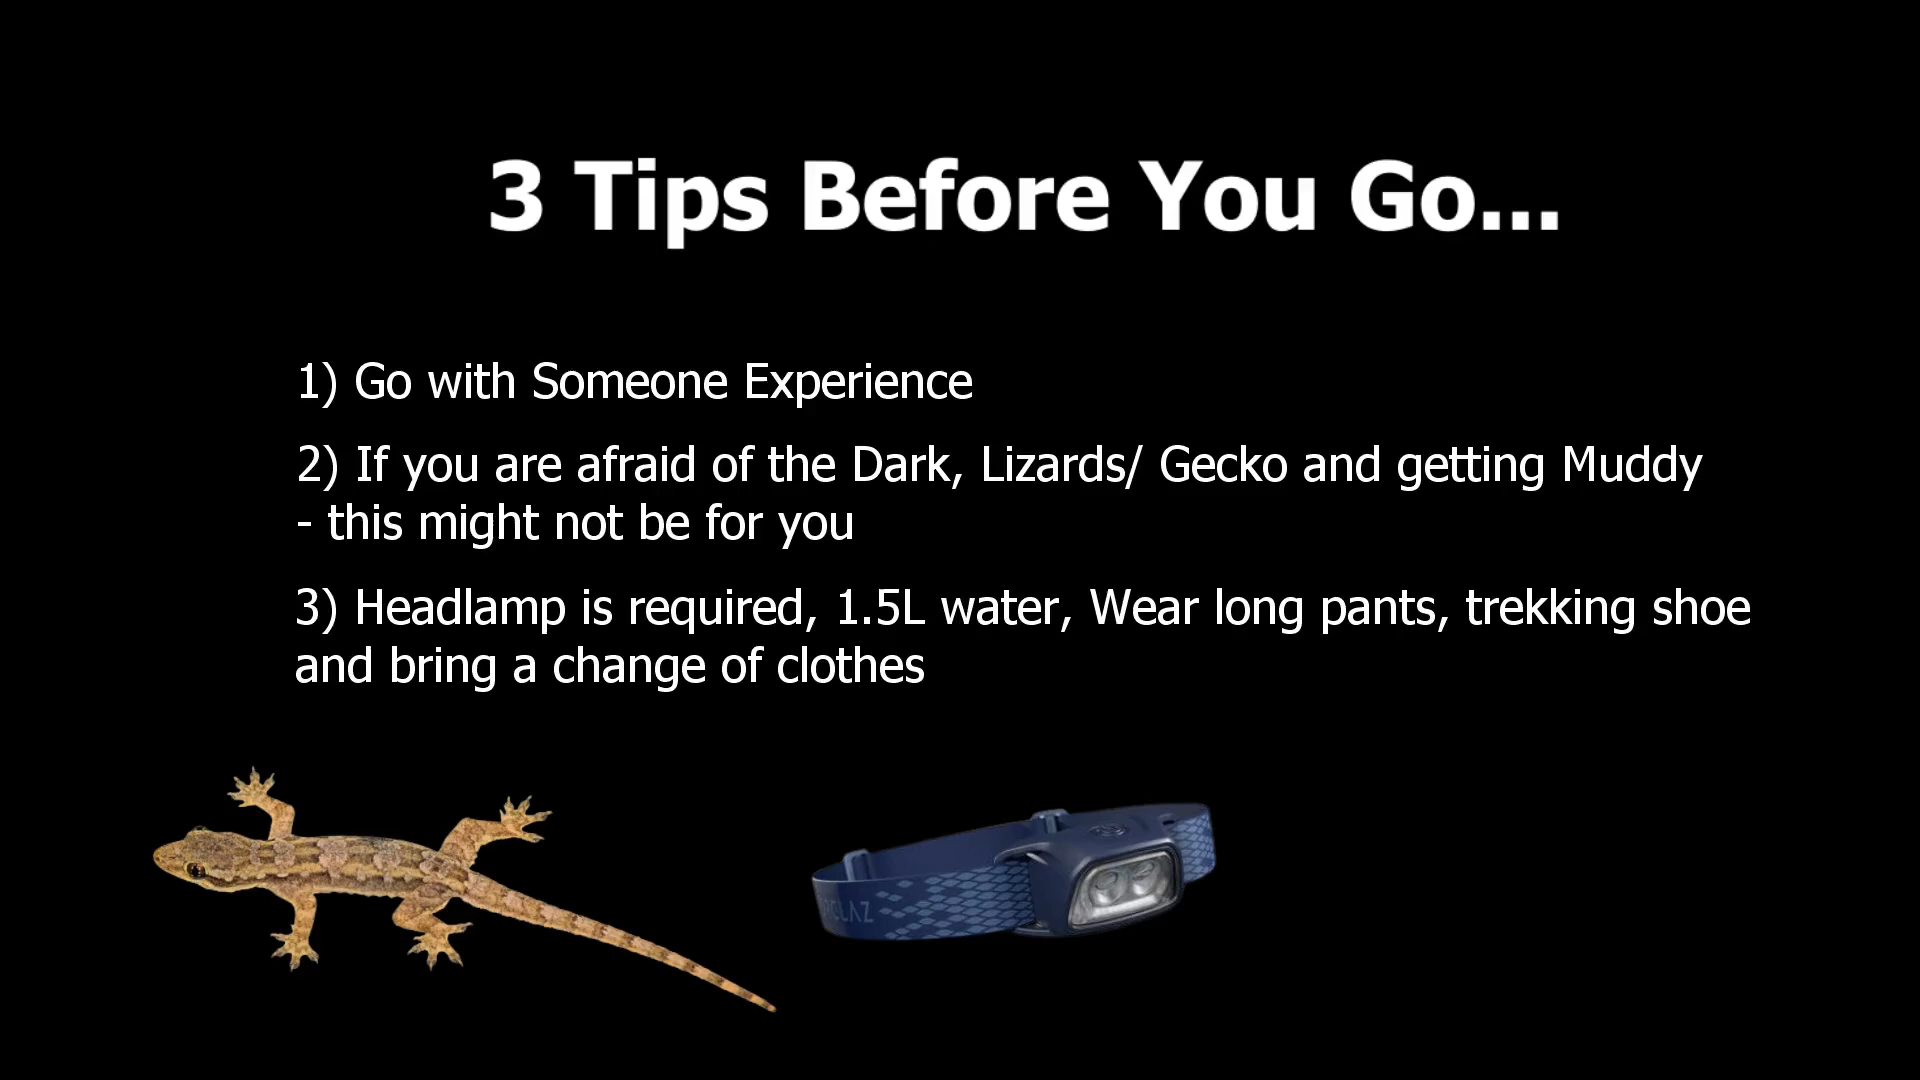 3 Tips Before You Go...
1) Go with Someone Experience
2) If you are afraid of the Dark, Lizards/ Gecko and getting Muddy
- this might not be for you
3) Headlamp is required, 1.5L water, Wear long pants, trekking shoe
and bring a change of clothes